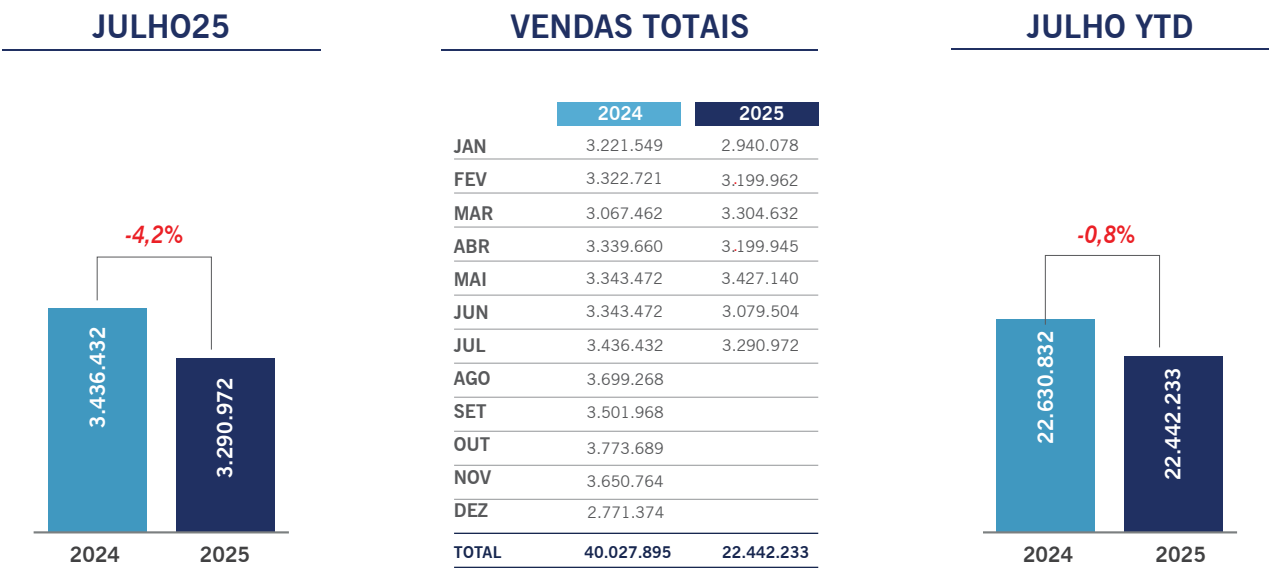 JULHO25
-4,2%
3.436.432
3.290.972
2024 2025
VENDAS TOTAIS
2024 2025
JAN 3.221.549 2.940.078
FEV 3.322.721 3.199.962
MAR 3.067.462 3.304.632
ABR 3.339.660 3.199.945
MAI 3.343.472 3.427.140
JUN 3.343.472 3.079.504
JUL 3.436.432 3.290.972
AGO 3.699.268
SET 3.501.968
OUT 3.773.689
NOV 3.650.764
DEZ 2.771.374
TOTAL 40.027.895 22.442.233
JULHO YTD
-0,8%
22.630.832
22.442.233
2024 2025